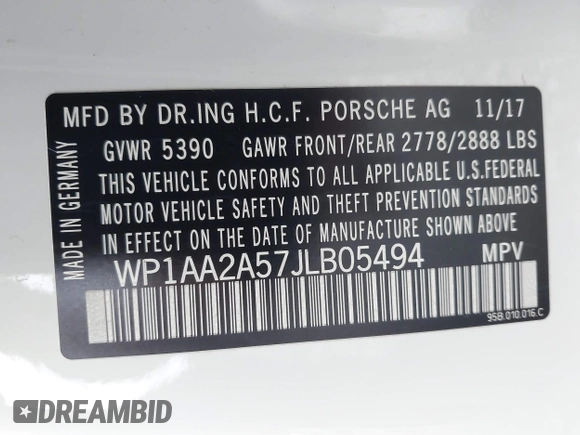 MFD BY DR.ING H.C.F. PORSCHE AG 11/17
GVWR 5390 GAWR FRONT/REAR 2778/2888 LBS
THIS VEHICLE CONFORMS TO ALL APPLICABLE U.S.FEDERAL
MOTOR VEHICLE SAFETY AND THEFT PREVENTION STANDARDS
IN EFFECT ON THE DATE OF MANUFACTURE SHOWN ABOVE
WP1AA2A57JLB05494 MPV
MADE IN GERMANY
95B.010.016.C
DREAMBID